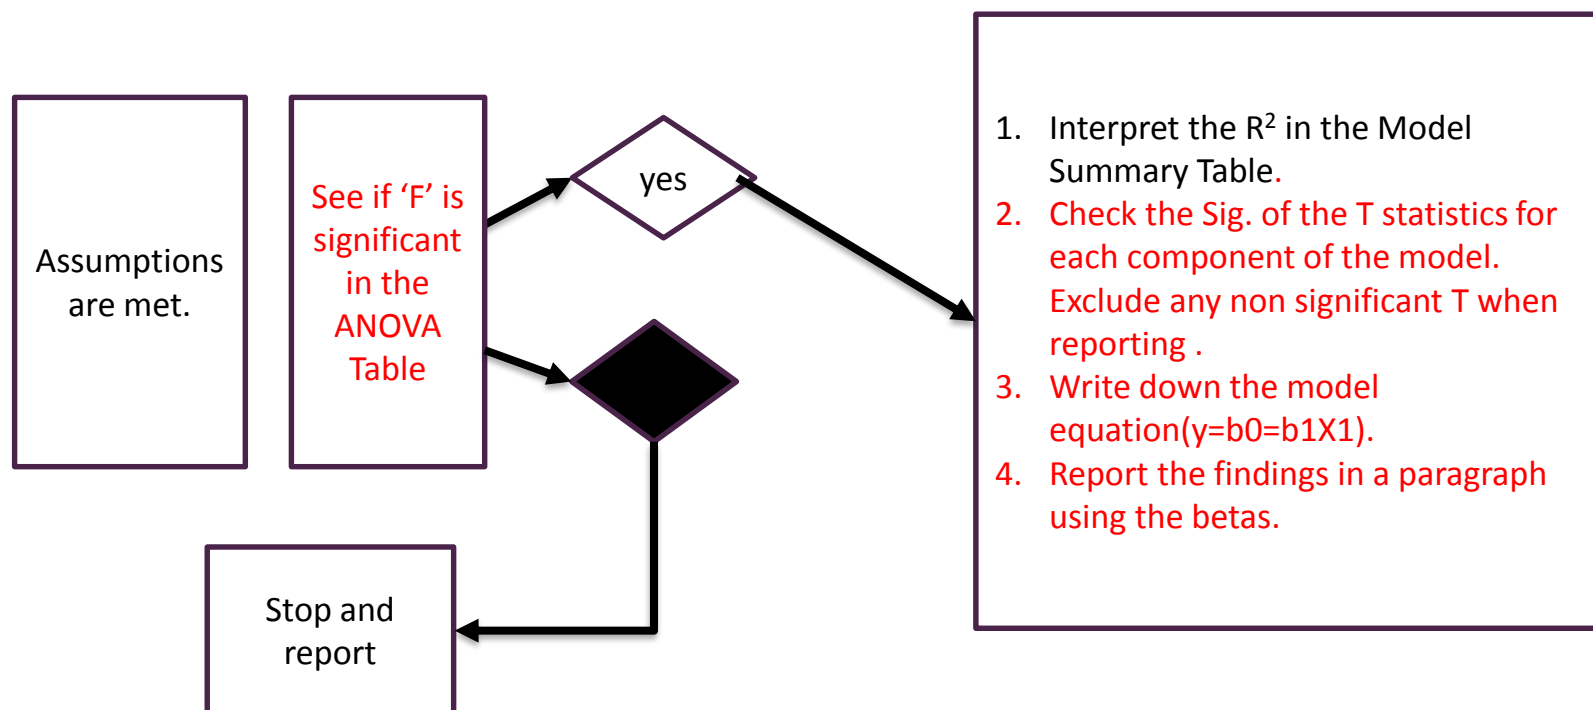 Assumptions
are met.
See if ‘F’ is
significant
in the
ANOVA
Table
yes
Stop and
report
1. Interpret the R² in the Model
Summary Table.
2. Check the Sig. of the T statistics for
each component of the model.
Exclude any non significant T when
reporting .
3. Write down the model
equation(y=b0=b1X1).
4. Report the findings in a paragraph
using the betas.